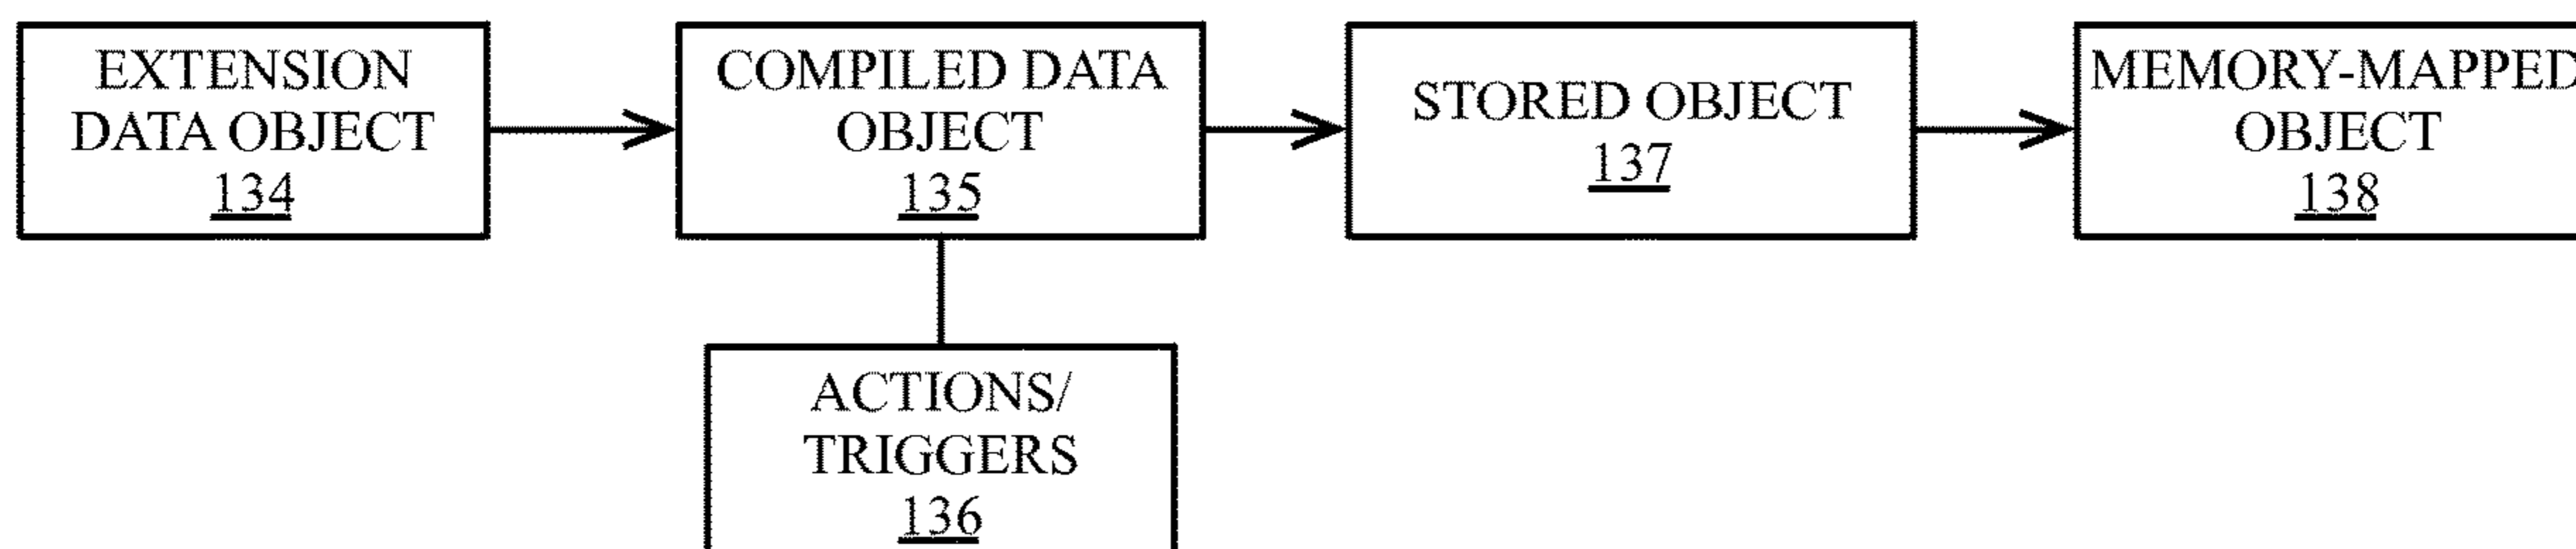 EXTENSION
DATA OBJECT
134
COMPILED DATA
OBJECT
135
STORED OBJECT
137
MEMORY-MAPPED
OBJECT
138
ACTIONS/
TRIGGERS
136